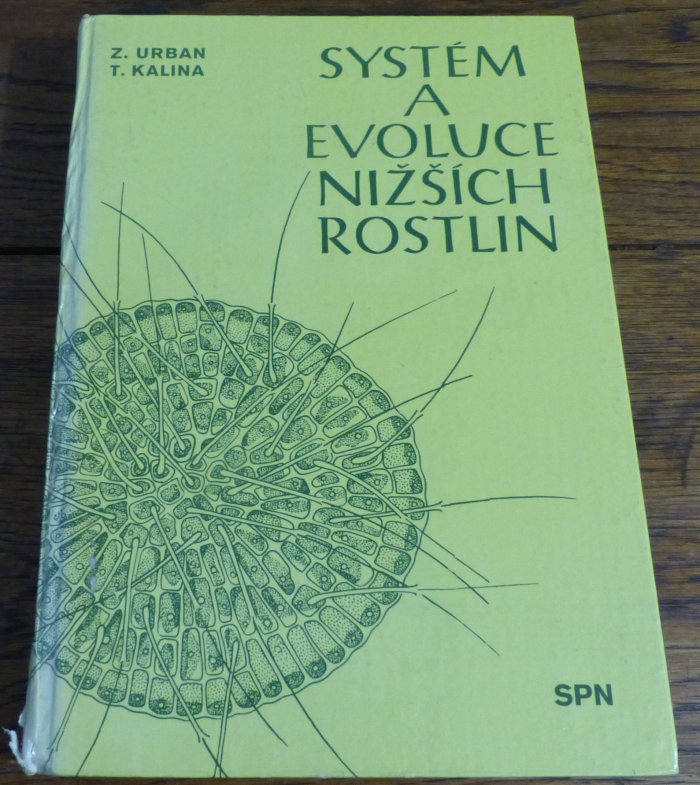 Z. URBAN
T. KALINA
SYSTÉM
A
EVOLUCE
NIŽŠÍCH
ROSTLIN
SPN